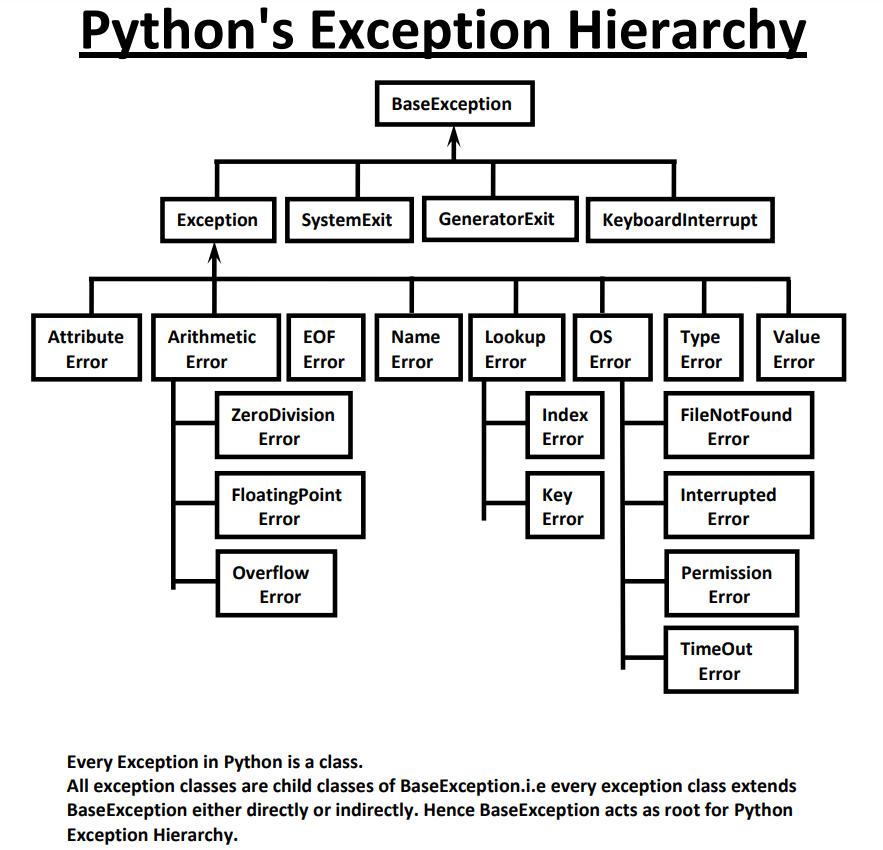 Python's Exception Hierarchy
BaseException
Exception
SystemExit
GeneratorExit
KeyboardInterrupt
Attribute
Error
Arithmetic
Error
EOF
Error
Name
Error
Lookup
Error
OS
Error
Type
Error
Value
Error
ZeroDivision
Error
FloatingPoint
Error
Overflow
Error
Index
Error
Key
Error
FileNotFound
Error
Interrupted
Error
Permission
Error
TimeOut
Error
Every Exception in Python is a class.
All exception classes are child classes of BaseException.i.e every exception class extends
BaseException either directly or indirectly. Hence BaseException acts as root for Python
Exception Hierarchy.